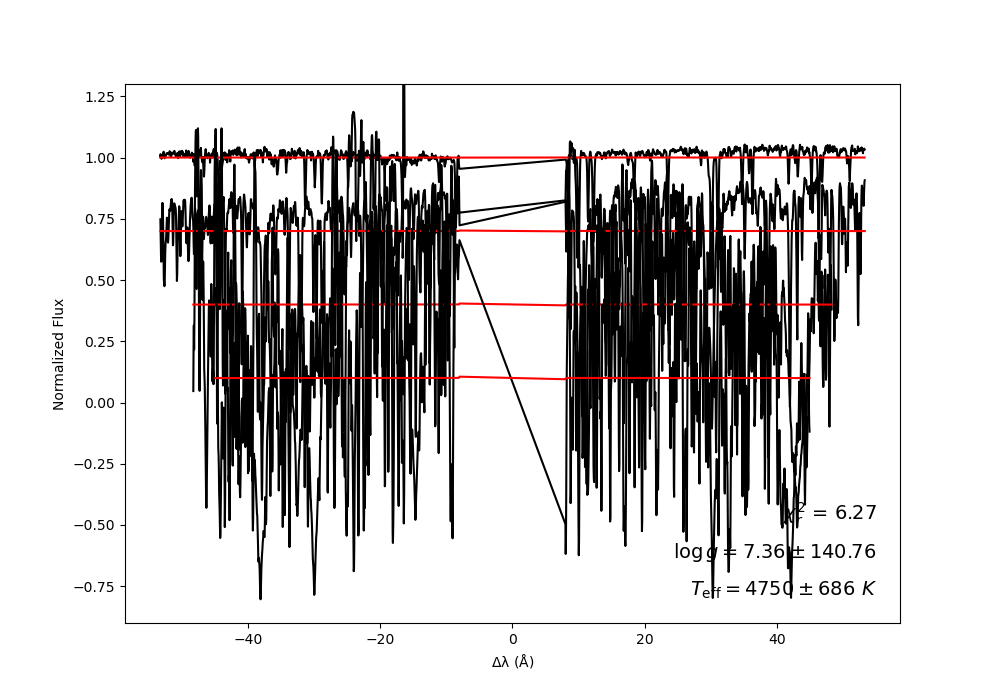 1.25
1.00
0.75
0.50
0.25
0.00
−0.25
−0.50
−0.75
Normalized Flux
χ²ᵣ = 6.27
log g = 7.36 ± 140.76
T_eff = 4750 ± 686 K
−40 −20 0 20 40
Δλ (Å)